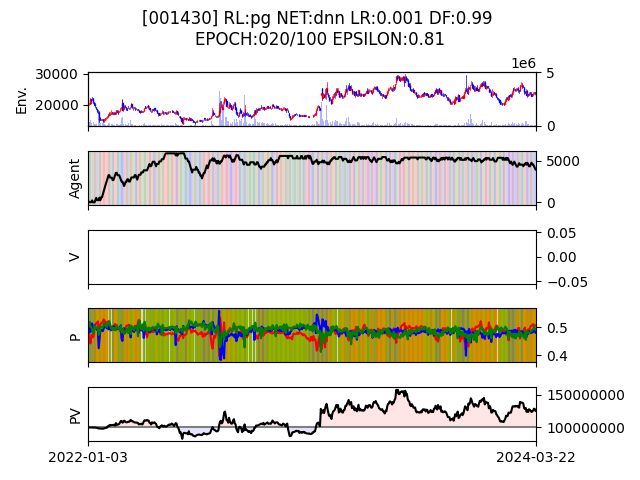 [001430] RL:pg NET:dnn LR:0.001 DF:0.99
EPOCH:020/100 EPSILON:0.81
1e6
30000
20000
Env.
5
0
Agent
5000
0
V
0.05
0.00
−0.05
P
0.5
0.4
PV
150000000
100000000
2022-01-03
2024-03-22